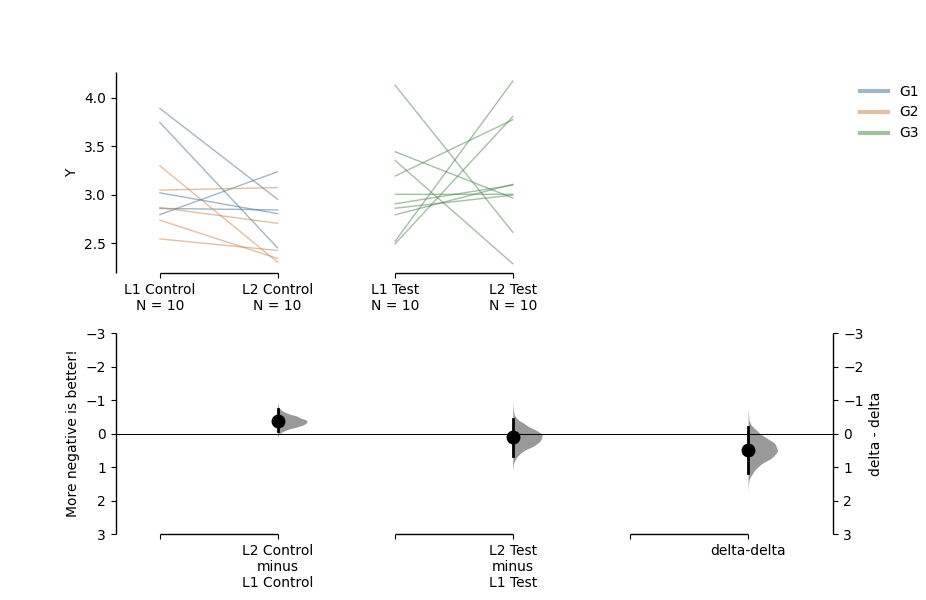 4.0
3.5
3.0
2.5
Y
L1 Control
N = 10
L2 Control
N = 10
L1 Test
N = 10
L2 Test
N = 10
G1
G2
G3
−3
−2
−1
0
1
2
3
More negative is better!
−3
−2
−1
0
1
2
3
delta - delta
L2 Control
minus
L1 Control
L2 Test
minus
L1 Test
delta-delta